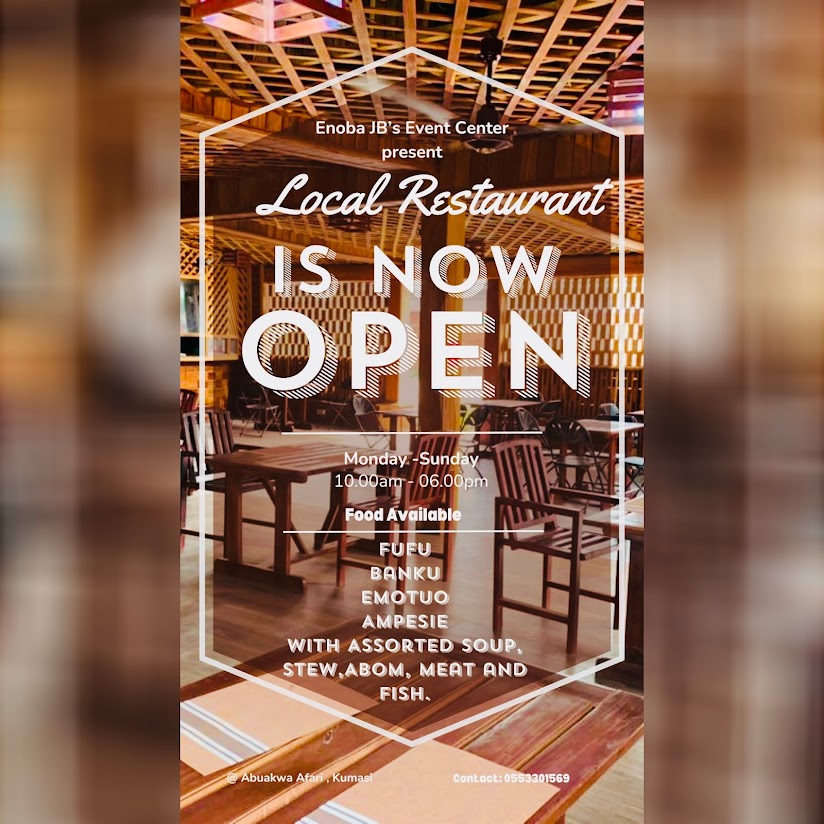 Enoba JB's Event Center
present
Local Restaurant
IS NOW
OPEN
Monday -Sunday
10.00am - 06.00pm
Food Available
FUFU
BANKU
EMOTUO
AMPESIE
WITH ASSORTED SOUP,
STEW,ABOM, MEAT AND
FISH.
@ Abuakwa Afari , Kumasi
Contact: 0553301569